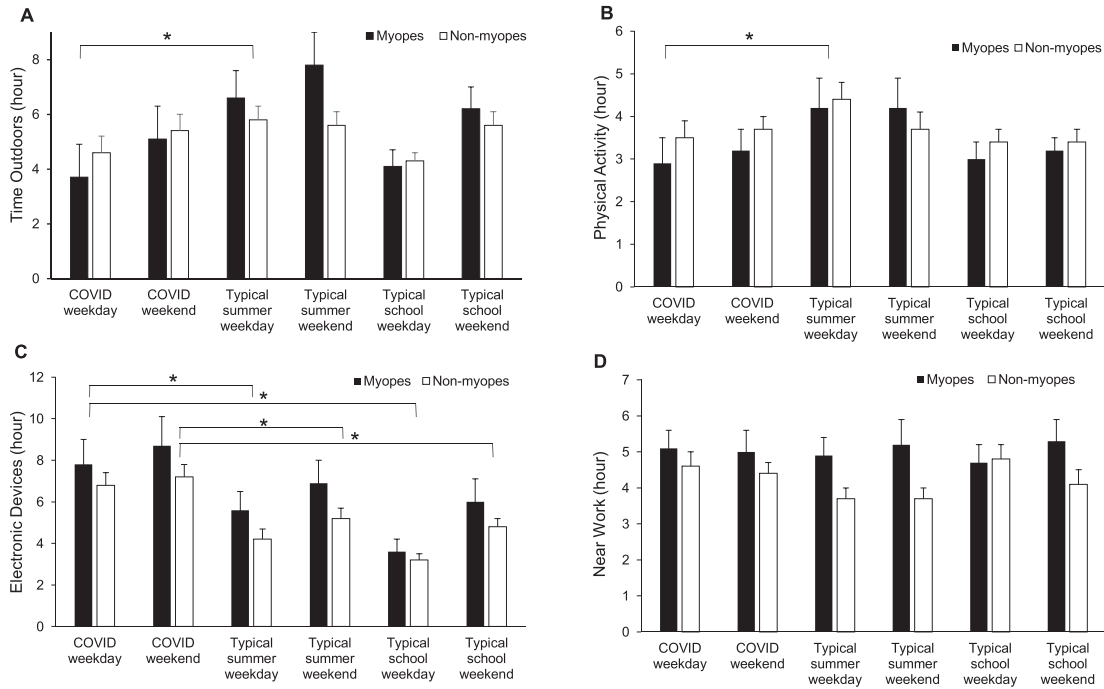 A
Time Outdoors (hour)
8
6
4
2
0
*
Myopes Non-myopes
COVID weekday
COVID weekend
Typical summer weekday
Typical summer weekend
Typical school weekday
Typical school weekend
B
Physical Activity (hour)
6
5
4
3
2
1
0
*
Myopes Non-myopes
COVID weekday
COVID weekend
Typical summer weekday
Typical summer weekend
Typical school weekday
Typical school weekend
C
Electronic Devices (hour)
12
10
8
6
4
2
0
*
*
*
*
Myopes Non-myopes
COVID weekday
COVID weekend
Typical summer weekday
Typical summer weekend
Typical school weekday
Typical school weekend
D
Near Work (hour)
7
6
5
4
3
2
1
0
Myopes Non-myopes
COVID weekday
COVID weekend
Typical summer weekday
Typical summer weekend
Typical school weekday
Typical school weekend